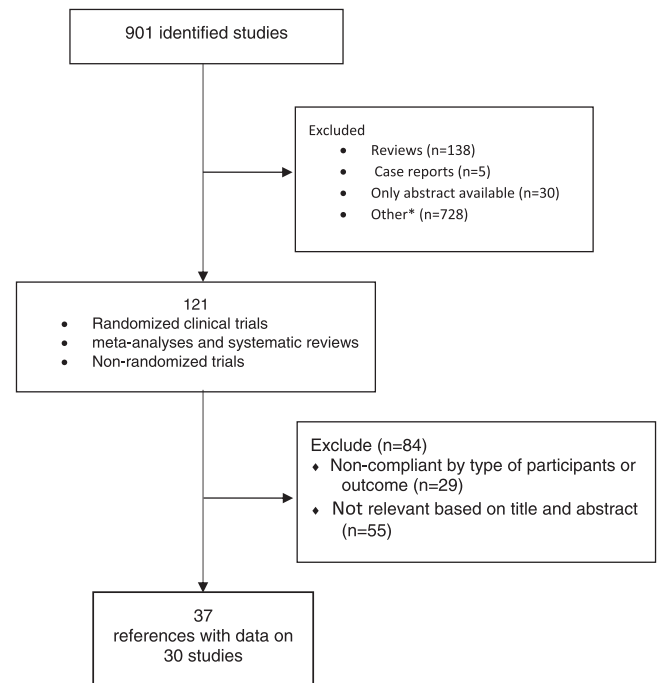 901 identified studies
Excluded
• Reviews (n=138)
• Case reports (n=5)
• Only abstract available (n=30)
• Other* (n=728)
121
• Randomized clinical trials
• meta-analyses and systematic reviews
• Non-randomized trials
Exclude (n=84)
♦ Non-compliant by type of participants or
outcome (n=29)
♦ Not relevant based on title and abstract
(n=55)
37
references with data on
30 studies